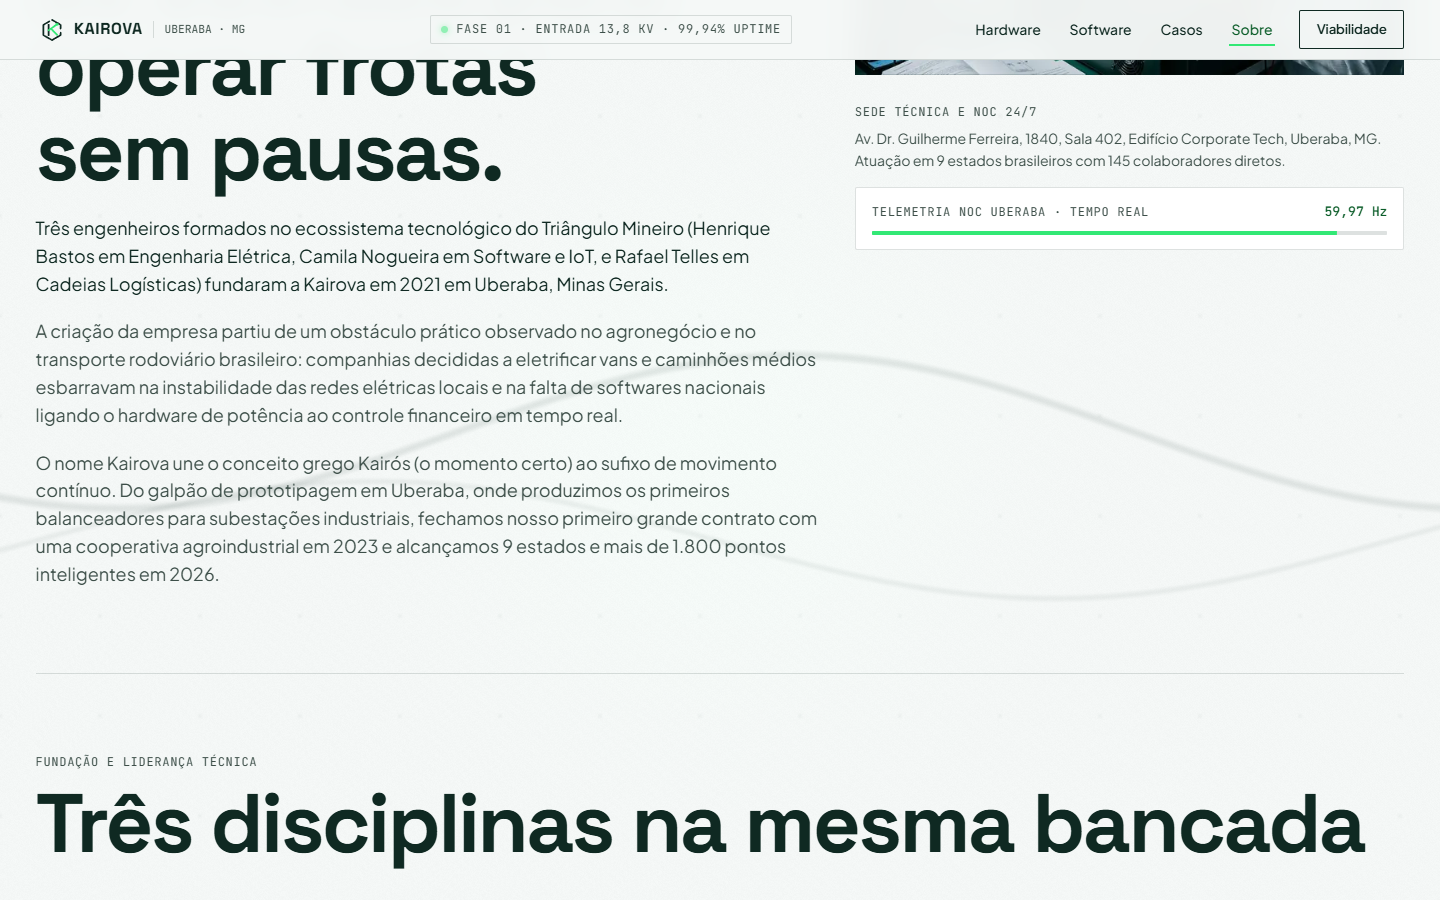 KAIROVA
UBERABA · MG
FASE 01 · ENTRADA 13,8 KV · 99,94% UPTIME
Hardware
Software
Casos
Sobre
Viabilidade
operar frotas
sem pausas.
Três engenheiros formados no ecossistema tecnológico do Triângulo Mineiro (Henrique
Bastos em Engenharia Elétrica, Camila Nogueira em Software e IoT, e Rafael Telles em
Cadeias Logísticas) fundaram a Kairova em 2021 em Uberaba, Minas Gerais.
A criação da empresa partiu de um obstáculo prático observado no agronegócio e no
transporte rodoviário brasileiro: companhias decididas a eletrificar vans e caminhões médios
esbarravam na instabilidade das redes elétricas locais e na falta de softwares nacionais
ligando o hardware de potência ao controle financeiro em tempo real.
O nome Kairova une o conceito grego Kairós (o momento certo) ao sufixo de movimento
contínuo. Do galpão de prototipagem em Uberaba, onde produzimos os primeiros
balanceadores para subestações industriais, fechamos nosso primeiro grande contrato com
uma cooperativa agroindustrial em 2023 e alcançamos 9 estados e mais de 1.800 pontos
inteligentes em 2026.
SEDE TÉCNICA E NOC 24/7
Av. Dr. Guilherme Ferreira, 1840, Sala 402, Edifício Corporate Tech, Uberaba, MG.
Atuação em 9 estados brasileiros com 145 colaboradores diretos.
TELEMETRIA NOC UBERABA · TEMPO REAL
59,97 Hz
FUNDAÇÃO E LIDERANÇA TÉCNICA
Três disciplinas na mesma bancada